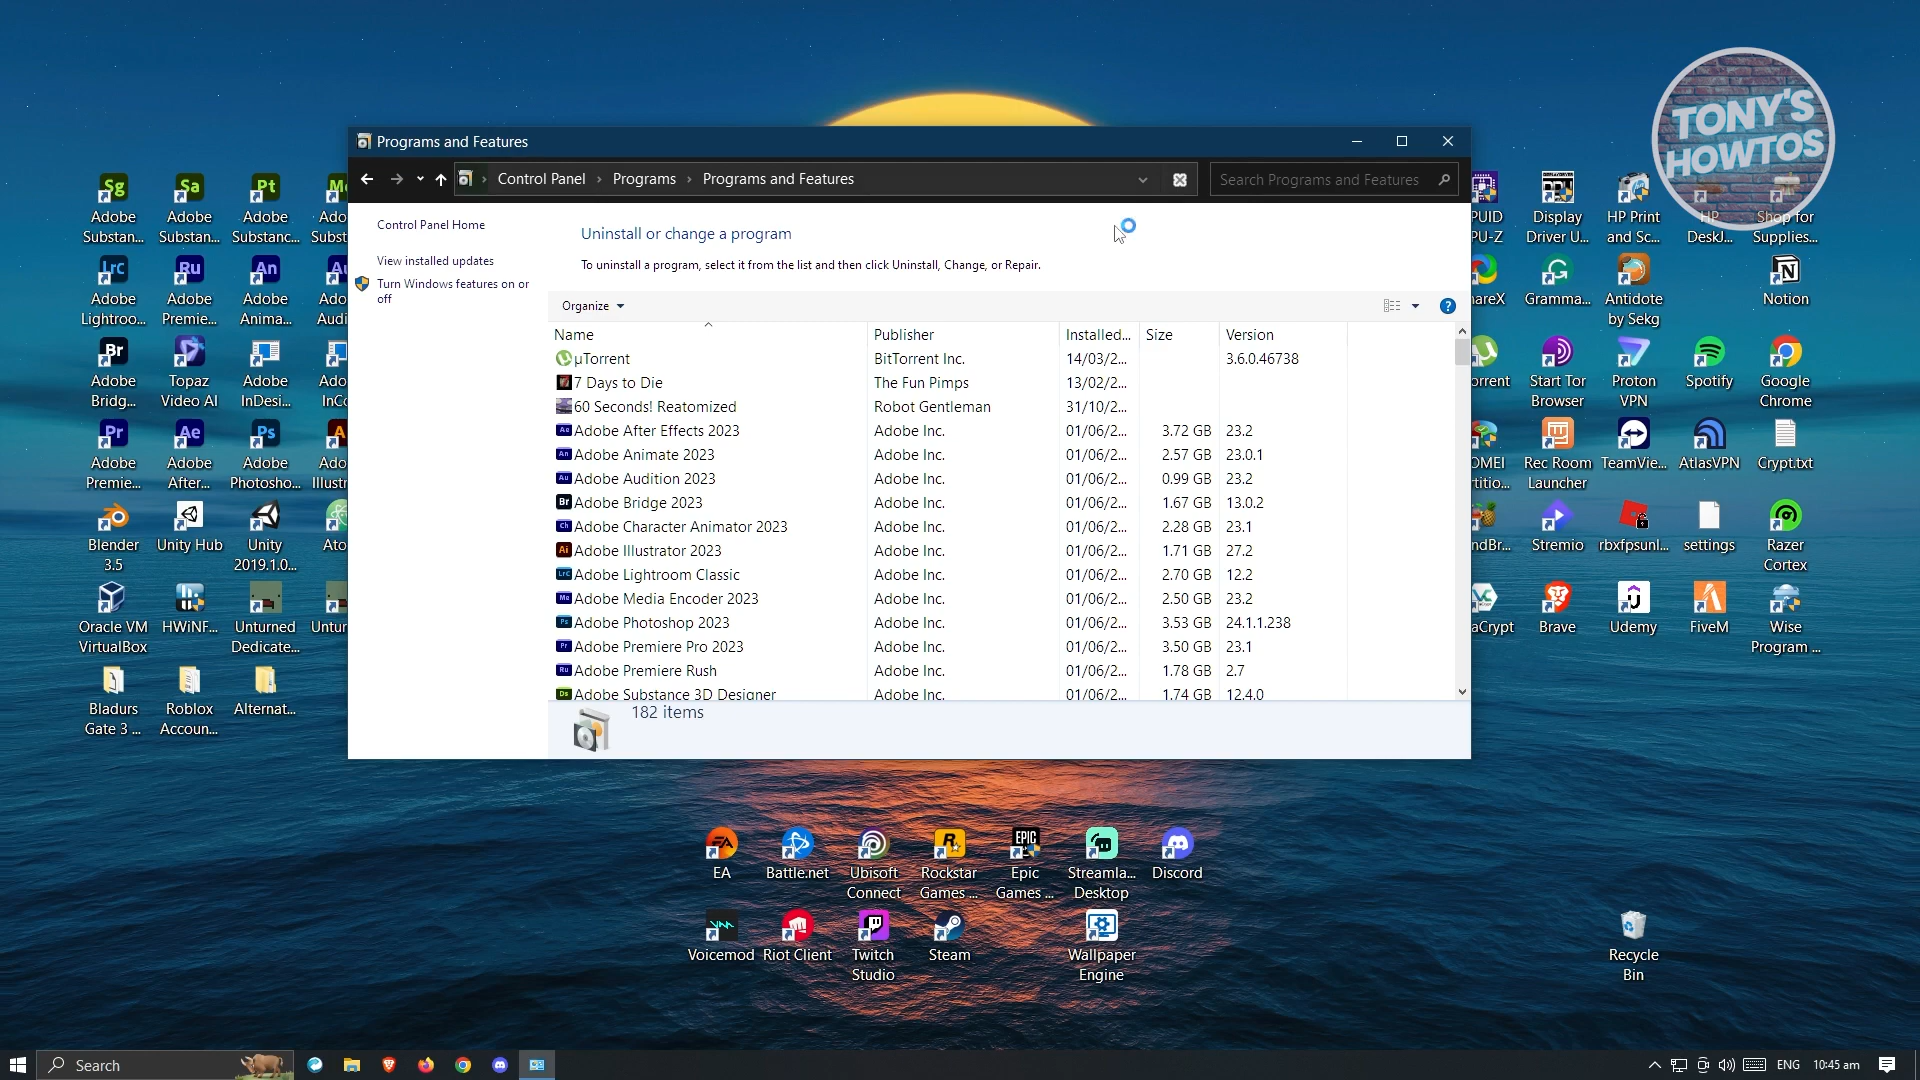 TONY'S
HOWTOS
Programs and Features
Control Panel
Programs
Programs and Features
Search Programs and Features
Control Panel Home
View installed updates
Turn Windows features on or
off
Uninstall or change a program
To uninstall a program, select it from the list and then click Uninstall, Change, or Repair.
Organize
Name Publisher Installed... Size Version
µTorrent BitTorrent Inc. 14/03/2... 3.6.0.46738
7 Days to Die The Fun Pimps 13/02/2...
60 Seconds! Reatomized Robot Gentleman 31/10/2...
Adobe After Effects 2023 Adobe Inc. 01/06/2... 3.72 GB 23.2
Adobe Animate 2023 Adobe Inc. 01/06/2... 2.57 GB 23.0.1
Adobe Audition 2023 Adobe Inc. 01/06/2... 0.99 GB 23.2
Adobe Bridge 2023 Adobe Inc. 01/06/2... 1.67 GB 13.0.2
Adobe Character Animator 2023 Adobe Inc. 01/06/2... 2.28 GB 23.1
Adobe Illustrator 2023 Adobe Inc. 01/06/2... 1.71 GB 27.2
Adobe Lightroom Classic Adobe Inc. 01/06/2... 2.70 GB 12.2
Adobe Media Encoder 2023 Adobe Inc. 01/06/2... 2.50 GB 23.2
Adobe Photoshop 2023 Adobe Inc. 01/06/2... 3.53 GB 24.1.1.238
Adobe Premiere Pro 2023 Adobe Inc. 01/06/2... 3.50 GB 23.1
Adobe Premiere Rush Adobe Inc. 01/06/2... 1.78 GB 2.7
Adobe Substance 3D Designer Adobe Inc. 01/06/2... 1.74 GB 12.4.0
182 items
Sg Sa Pt
Adobe Adobe Adobe Ado
Substan... Substan... Substanc... Subst
Lrc Ru An Au
Adobe Adobe Adobe Ado
Lightroo... Premie... Anima... Audi
Br
Adobe Topaz Adobe Ado
Bridg... Video AI InDesi... InCo
Pr Ae Ps A
Adobe Adobe Adobe Ado
Premie... After... Photosho... Illustr
Blender Unity Hub Unity Ato
3.5 2019.1.0...
Oracle VM HWiNF... Unturned Untur
VirtualBox Dedicate...
Bladurs Roblox Alternat...
Gate 3 ... Accoun...
PUID Display HP Print HP Shop for
PU-Z Driver U... and Sc... DeskJ... Supplies...
hareX Gramma... Antidote Notion
by Sekg
orrent Start Tor Proton Spotify Google
Browser VPN Chrome
OMEI Rec Room TeamVie... AtlasVPN Crypt.txt
rtitio... Launcher
ndBr... Stremio rbxfpsunl... settings Razer
Cortex
aCrypt Brave Udemy FiveM Wise
Program ...
EA Battle.net Ubisoft Rockstar Epic Streamla... Discord
Connect Games ... Games ... Desktop
Voicemod Riot Client Twitch Steam Wallpaper
Studio Engine
Recycle
Bin
Search
ENG 10:45 am